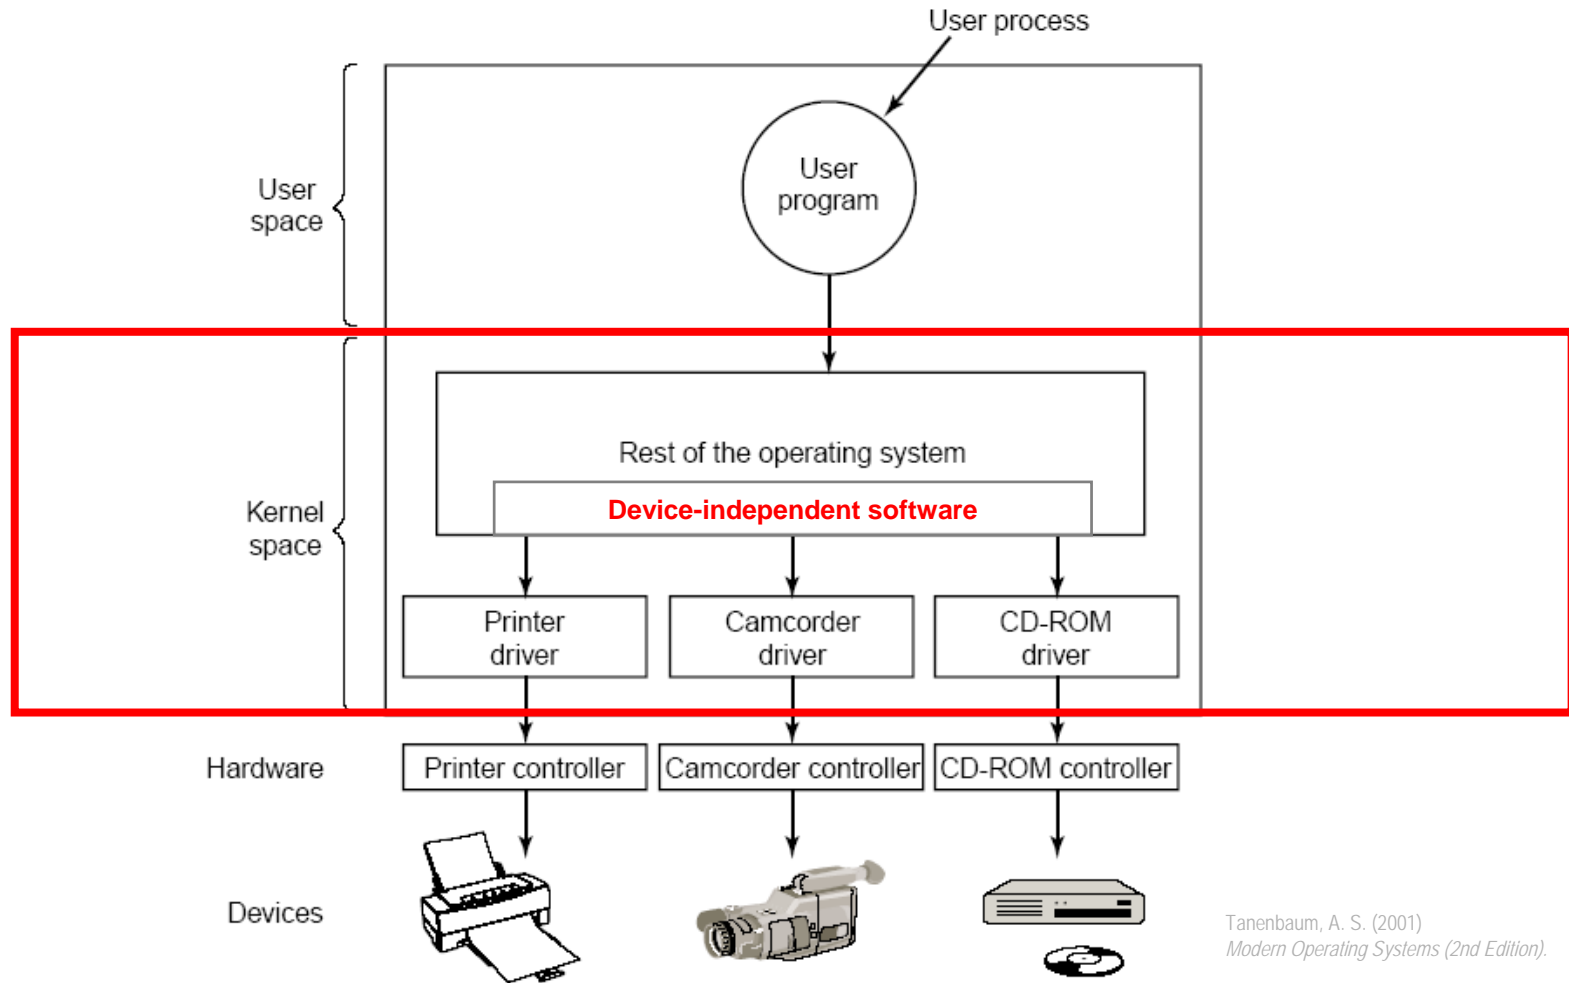 User process
User
program
User
space
Rest of the operating system
Device-independent software
Kernel
space
Printer
driver
Camcorder
driver
CD-ROM
driver
Hardware
Printer controller
Camcorder controller
CD-ROM controller
Devices
Tanenbaum, A. S. (2001)
Modern Operating Systems (2nd Edition).